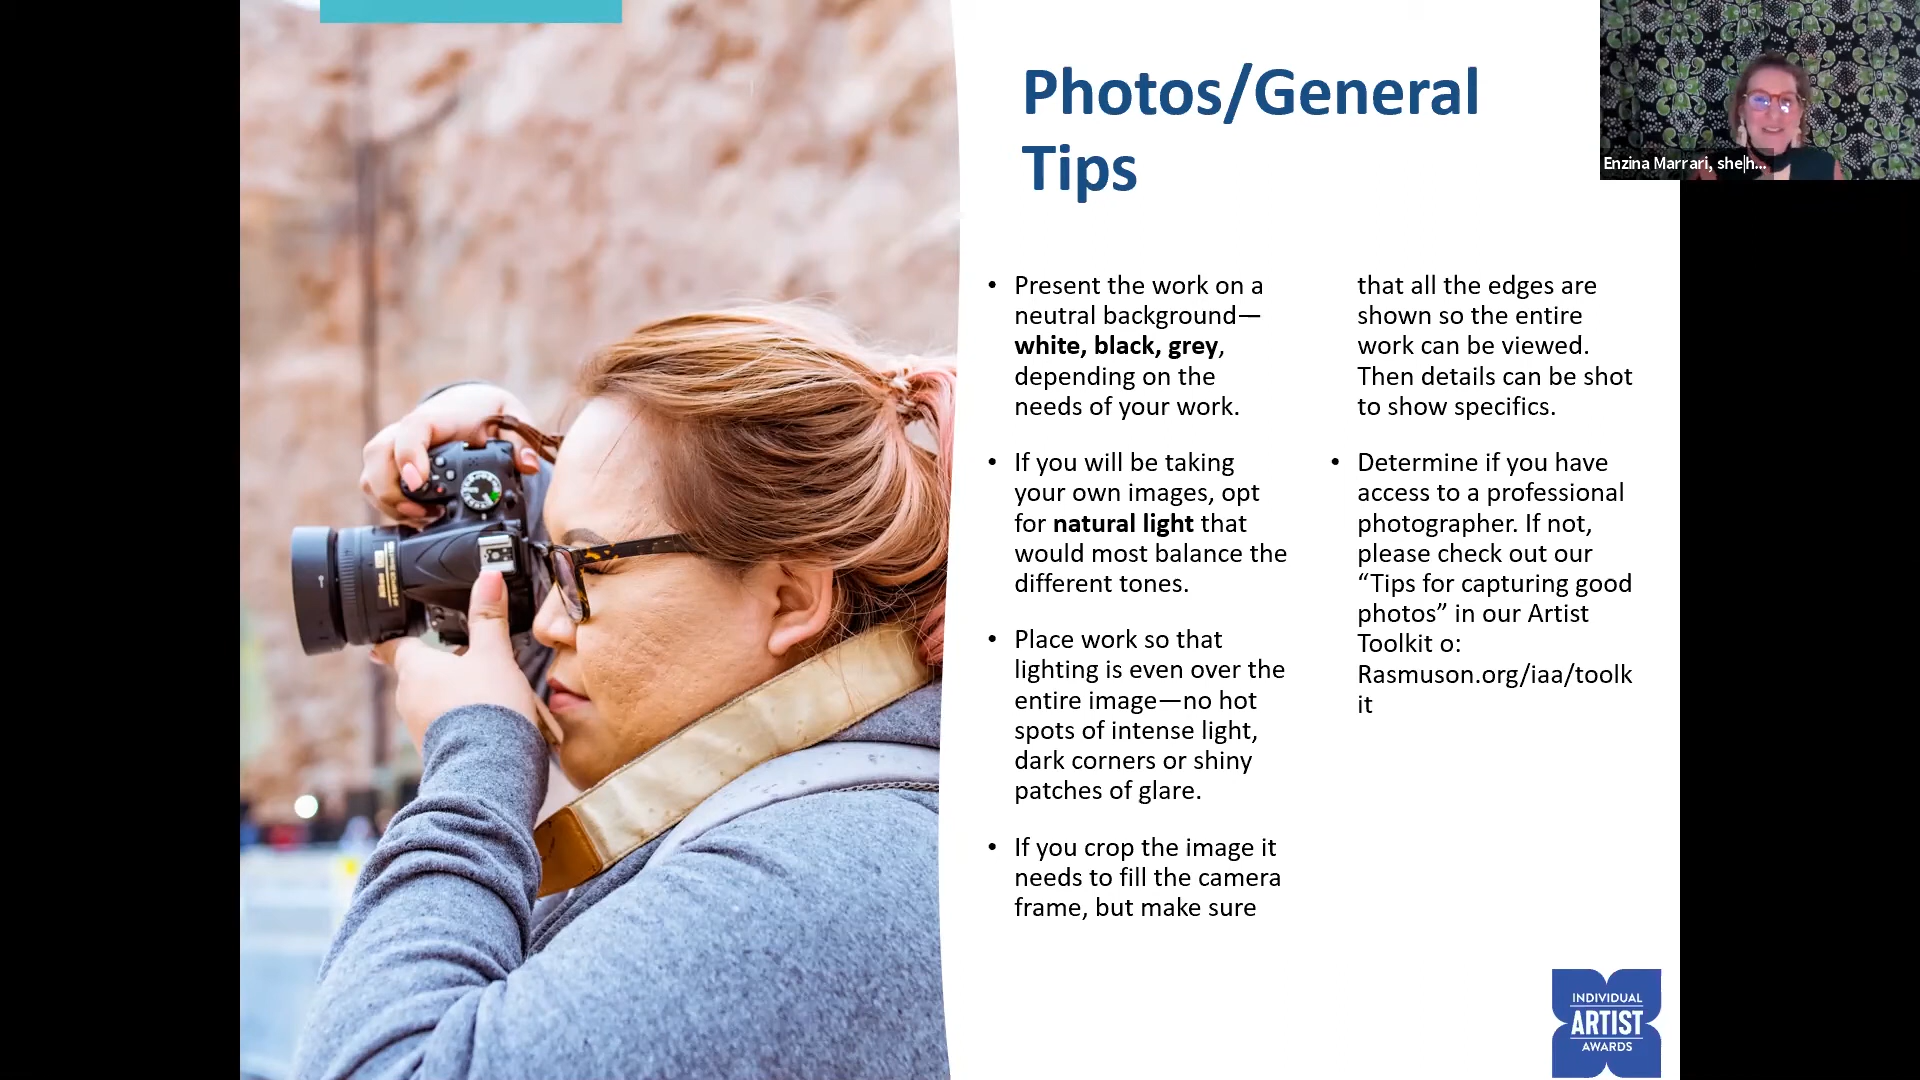 Photos/General
Tips
• Present the work on a
neutral background—
white, black, grey,
depending on the
needs of your work.
• If you will be taking
your own images, opt
for natural light that
would most balance the
different tones.
• Place work so that
lighting is even over the
entire image—no hot
spots of intense light,
dark corners or shiny
patches of glare.
• If you crop the image it
needs to fill the camera
frame, but make sure
that all the edges are
shown so the entire
work can be viewed.
Then details can be shot
to show specifics.
• Determine if you have
access to a professional
photographer. If not,
please check out our
“Tips for capturing good
photos” in our Artist
Toolkit o:
Rasmuson.org/iaa/toolk
it
Enzina Marrari, she|h...
INDIVIDUAL
ARTIST
AWARDS